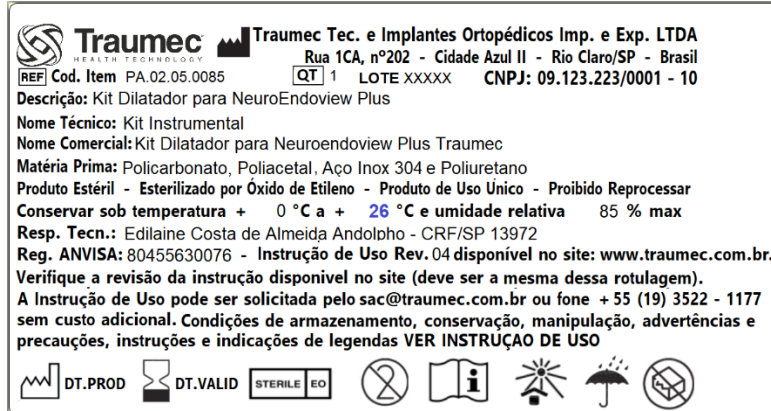 Traumec
HEALTH TECHNOLOGY
Traumec Tec. e Implantes Ortopédicos Imp. e Exp. LTDA
Rua 1CA, nº202 - Cidade Azul II - Rio Claro/SP - Brasil
REF Cod. Item PA.02.05.0085 QT 1 LOTE XXXXX CNPJ: 09.123.223/0001 - 10
Descrição: Kit Dilatador para NeuroEndoview Plus
Nome Técnico: Kit Instrumental
Nome Comercial: Kit Dilatador para Neuroendoview Plus Traumec
Matéria Prima: Policarbonato, Poliacetal, Aço Inox 304 e Poliuretano
Produto Estéril - Esterilizado por Óxido de Etileno - Produto de Uso Único - Proibido Reprocessar
Conservar sob temperatura + 0 °C a + 26 °C e umidade relativa 85 % max
Resp. Tecn.: Edilaine Costa de Almeida Andolpho - CRF/SP 13972
Reg. ANVISA: 80455630076 - Instrução de Uso Rev. 04 disponível no site: www.traumec.com.br.
Verifique a revisão da instrução disponivel no site (deve ser a mesma dessa rotulagem).
A Instrução de Uso pode ser solicitada pelo sac@traumec.com.br ou fone + 55 (19) 3522 - 1177
sem custo adicional. Condições de armazenamento, conservação, manipulação, advertências e
precauções, instruções e indicações de legendas VER INSTRUÇAO DE USO
DT.PROD DT.VALID STERILE EO 2 i